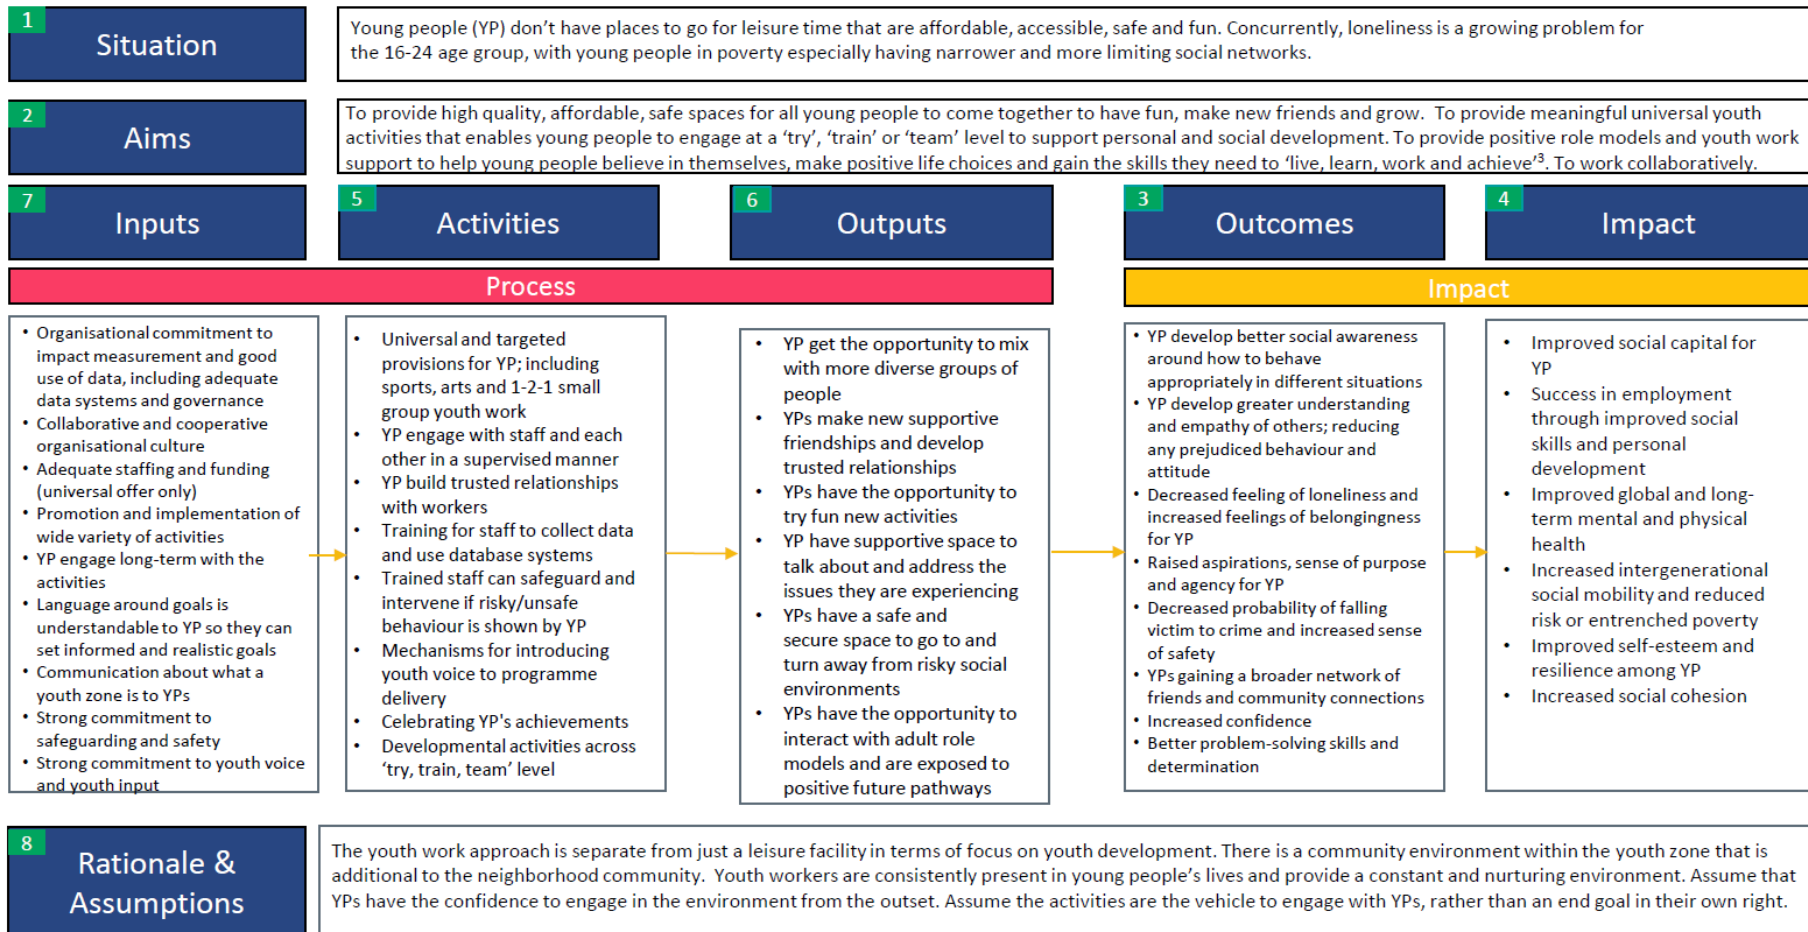 1
Situation
Young people (YP) don’t have places to go for leisure time that are affordable, accessible, safe and fun. Concurrently, loneliness is a growing problem for
the 16-24 age group, with young people in poverty especially having narrower and more limiting social networks.
2
Aims
To provide high quality, affordable, safe spaces for all young people to come together to have fun, make new friends and grow. To provide meaningful universal youth
activities that enables young people to engage at a ‘try’, ‘train’ or ‘team’ level to support personal and social development. To provide positive role models and youth work
support to help young people believe in themselves, make positive life choices and gain the skills they need to ‘live, learn, work and achieve’³. To work collaboratively.
7
Inputs
5
Activities
6
Outputs
3
Outcomes
4
Impact
Process
Impact
• Organisational commitment to
impact measurement and good
use of data, including adequate
data systems and governance
• Collaborative and cooperative
organisational culture
• Adequate staffing and funding
(universal offer only)
• Promotion and implementation of
wide variety of activities
• YP engage long-term with the
activities
• Language around goals is
understandable to YP so they can
set informed and realistic goals
• Communication about what a
youth zone is to YPs
• Strong commitment to
safeguarding and safety
• Strong commitment to youth voice
and youth input
• Universal and targeted
provisions for YP; including
sports, arts and 1-2-1 small
group youth work
• YP engage with staff and each
other in a supervised manner
• YP build trusted relationships
with workers
• Training for staff to collect data
and use database systems
• Trained staff can safeguard and
intervene if risky/unsafe
behaviour is shown by YP
• Mechanisms for introducing
youth voice to programme
delivery
• Celebrating YP's achievements
• Developmental activities across
‘try, train, team’ level
• YP get the opportunity to mix
with more diverse groups of
people
• YPs make new supportive
friendships and develop
trusted relationships
• YPs have the opportunity to
try fun new activities
• YP have supportive space to
talk about and address the
issues they are experiencing
• YPs have a safe and
secure space to go to and
turn away from risky social
environments
• YPs have the opportunity to
interact with adult role
models and are exposed to
positive future pathways
• YP develop better social awareness
around how to behave
appropriately in different situations
• YP develop greater understanding
and empathy of others; reducing
any prejudiced behaviour and
attitude
• Decreased feeling of loneliness and
increased feelings of belongingness
for YP
• Raised aspirations, sense of purpose
and agency for YP
• Decreased probability of falling
victim to crime and increased sense
of safety
• YPs gaining a broader network of
friends and community connections
• Increased confidence
• Better problem-solving skills and
determination
• Improved social capital for
YP
• Success in employment
through improved social
skills and personal
development
• Improved global and long-
term mental and physical
health
• Increased intergenerational
social mobility and reduced
risk or entrenched poverty
• Improved self-esteem and
resilience among YP
• Increased social cohesion
8
Rationale &
Assumptions
The youth work approach is separate from just a leisure facility in terms of focus on youth development. There is a community environment within the youth zone that is
additional to the neighborhood community. Youth workers are consistently present in young people’s lives and provide a constant and nurturing environment. Assume that
YPs have the confidence to engage in the environment from the outset. Assume the activities are the vehicle to engage with YPs, rather than an end goal in their own right.